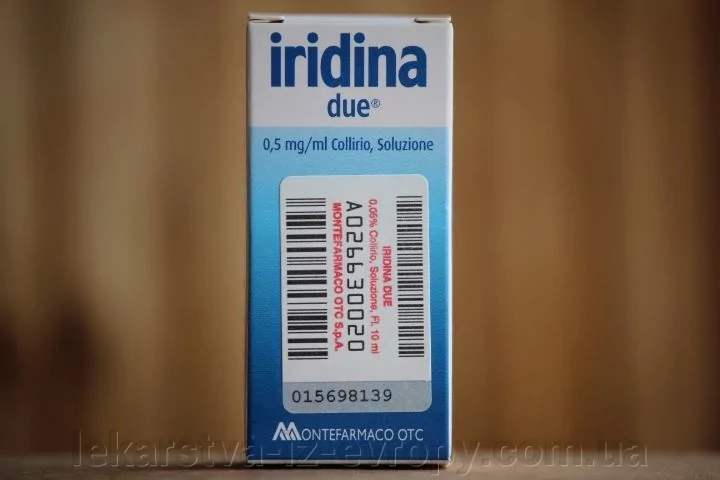 iridina
due®
0,5 mg/ml Collirio, Soluzione
IRIDINA DUE
0,05% Collirio, Soluzione, Fl. 10 ml
A026630020
MONTEFARMACO OTC S.p.A.
015698139
MONTEFARMACO OTC
lekarstva-iz-evropy.com.ua